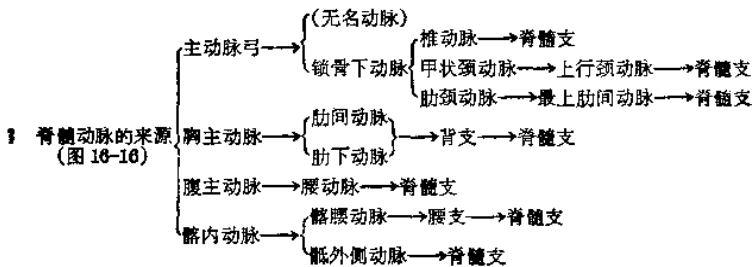 (无名动脉)
主动脉弓
锁骨下动脉
椎动脉→脊髓支
甲状颈动脉→上行颈动脉→脊髓支
肋颈动脉→最上肋间动脉→脊髓支
脊髓动脉的来源
(图16-16)
胸主动脉
肋间动脉
肋下动脉
背支→脊髓支
腹主动脉→腰动脉→脊髓支
髂内动脉
髂腰动脉→腰支→脊髓支
骶外侧动脉→脊髓支